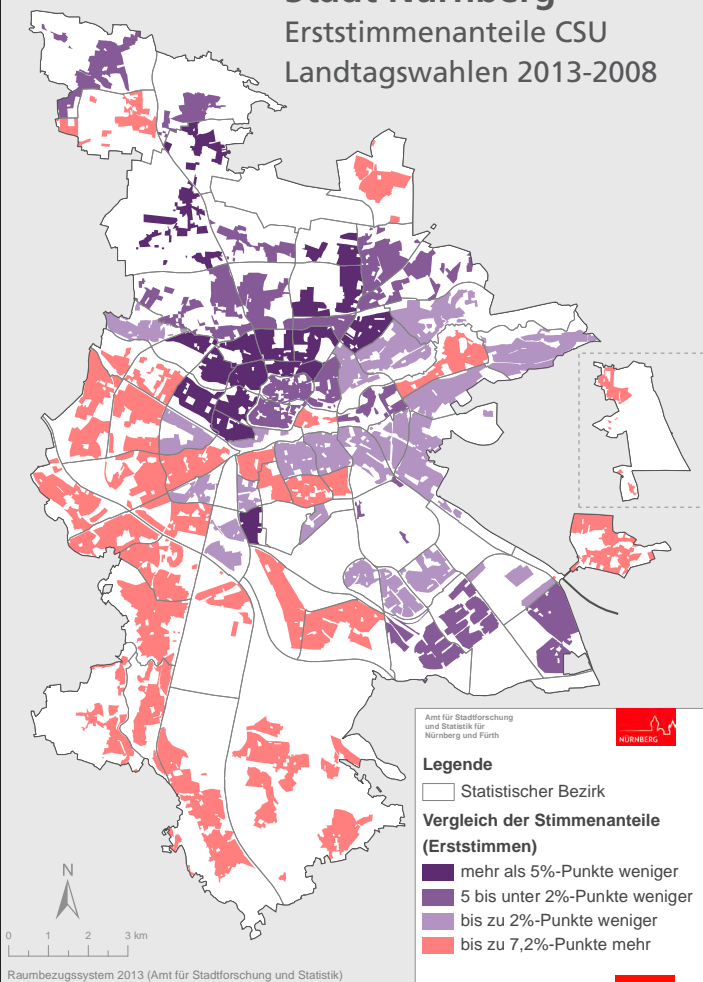 Stadt Nürnberg
Erststimmenanteile CSU
Landtagswahlen 2013-2008
Amt für Stadtforschung
und Statistik für
Nürnberg und Fürth
NÜRNBERG
Legende
Statistischer Bezirk
Vergleich der Stimmenanteile
(Erststimmen)
mehr als 5%-Punkte weniger
5 bis unter 2%-Punkte weniger
bis zu 2%-Punkte weniger
bis zu 7,2%-Punkte mehr
N
0 1 2 3 km
Raumbezugssystem 2013 (Amt für Stadtforschung und Statistik)